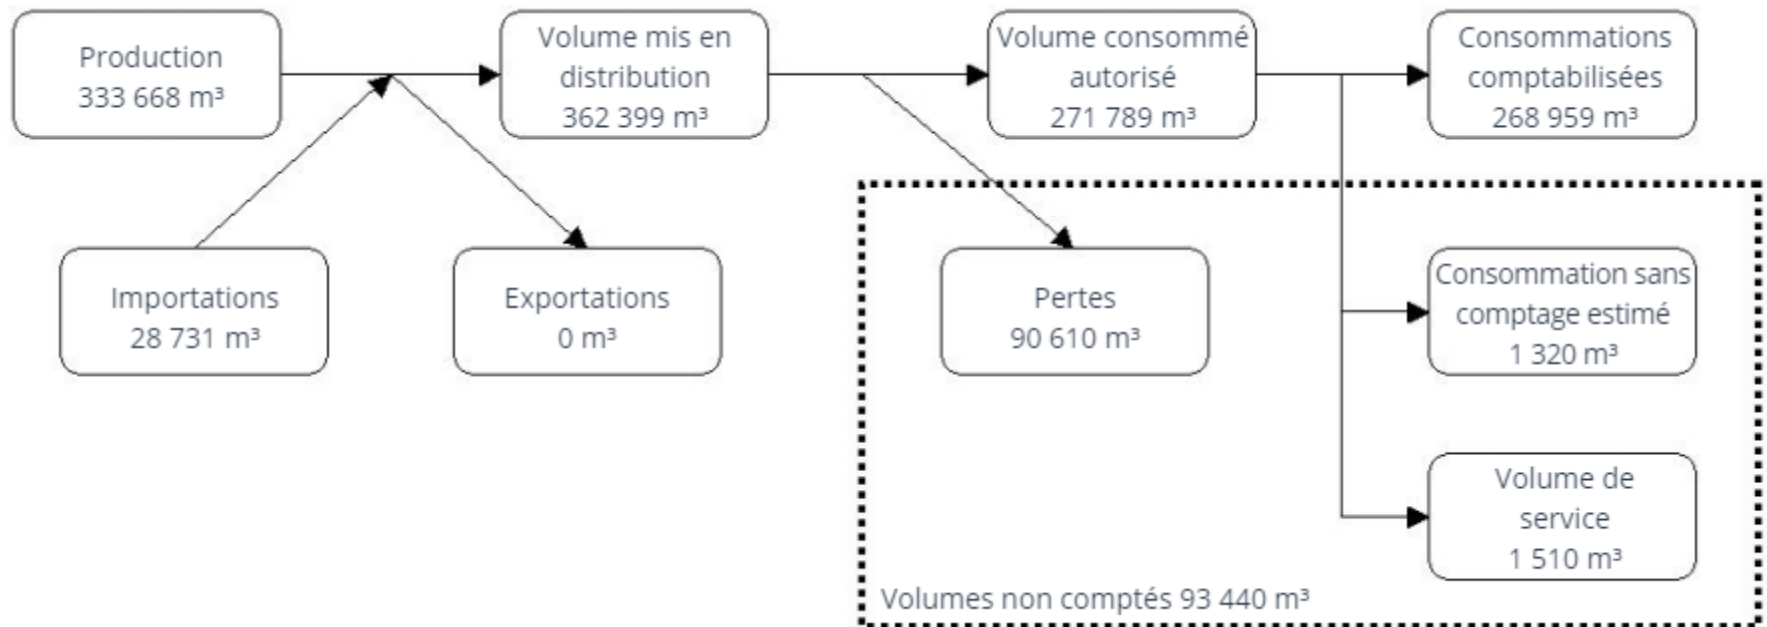 Production
333 668 m³
Volume mis en
distribution
362 399 m³
Volume consommé
autorisé
271 789 m³
Consommations
comptabilisées
268 959 m³
Importations
28 731 m³
Exportations
0 m³
Pertes
90 610 m³
Consommation sans
comptage estimé
1 320 m³
Volume de
service
1 510 m³
Volumes non comptés 93 440 m³